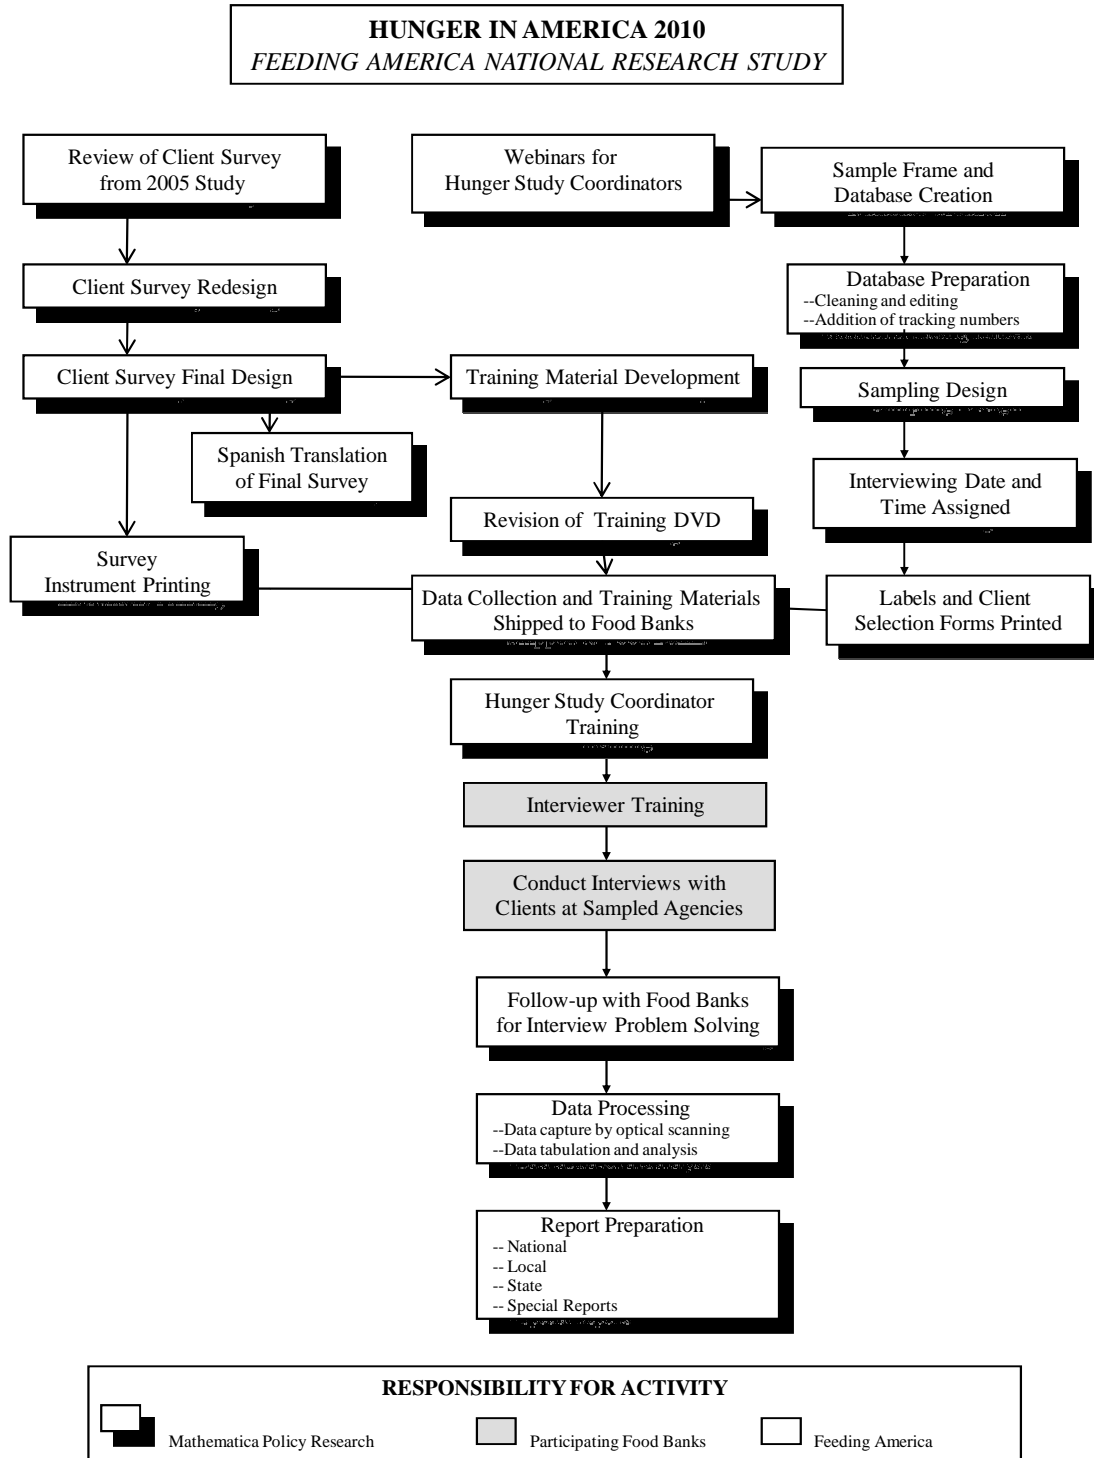 HUNGER IN AMERICA 2010
FEEDING AMERICA NATIONAL RESEARCH STUDY
Review of Client Survey
from 2005 Study
Webinars for
Hunger Study Coordinators
Sample Frame and
Database Creation
Client Survey Redesign
Database Preparation
--Cleaning and editing
--Addition of tracking numbers
Client Survey Final Design
Training Material Development
Sampling Design
Spanish Translation
of Final Survey
Interviewing Date and
Time Assigned
Revision of Training DVD
Survey
Instrument Printing
Data Collection and Training Materials
Shipped to Food Banks
Labels and Client
Selection Forms Printed
Hunger Study Coordinator
Training
Interviewer Training
Conduct Interviews with
Clients at Sampled Agencies
Follow-up with Food Banks
for Interview Problem Solving
Data Processing
--Data capture by optical scanning
--Data tabulation and analysis
Report Preparation
-- National
-- Local
-- State
-- Special Reports
RESPONSIBILITY FOR ACTIVITY
Mathematica Policy Research
Participating Food Banks
Feeding America